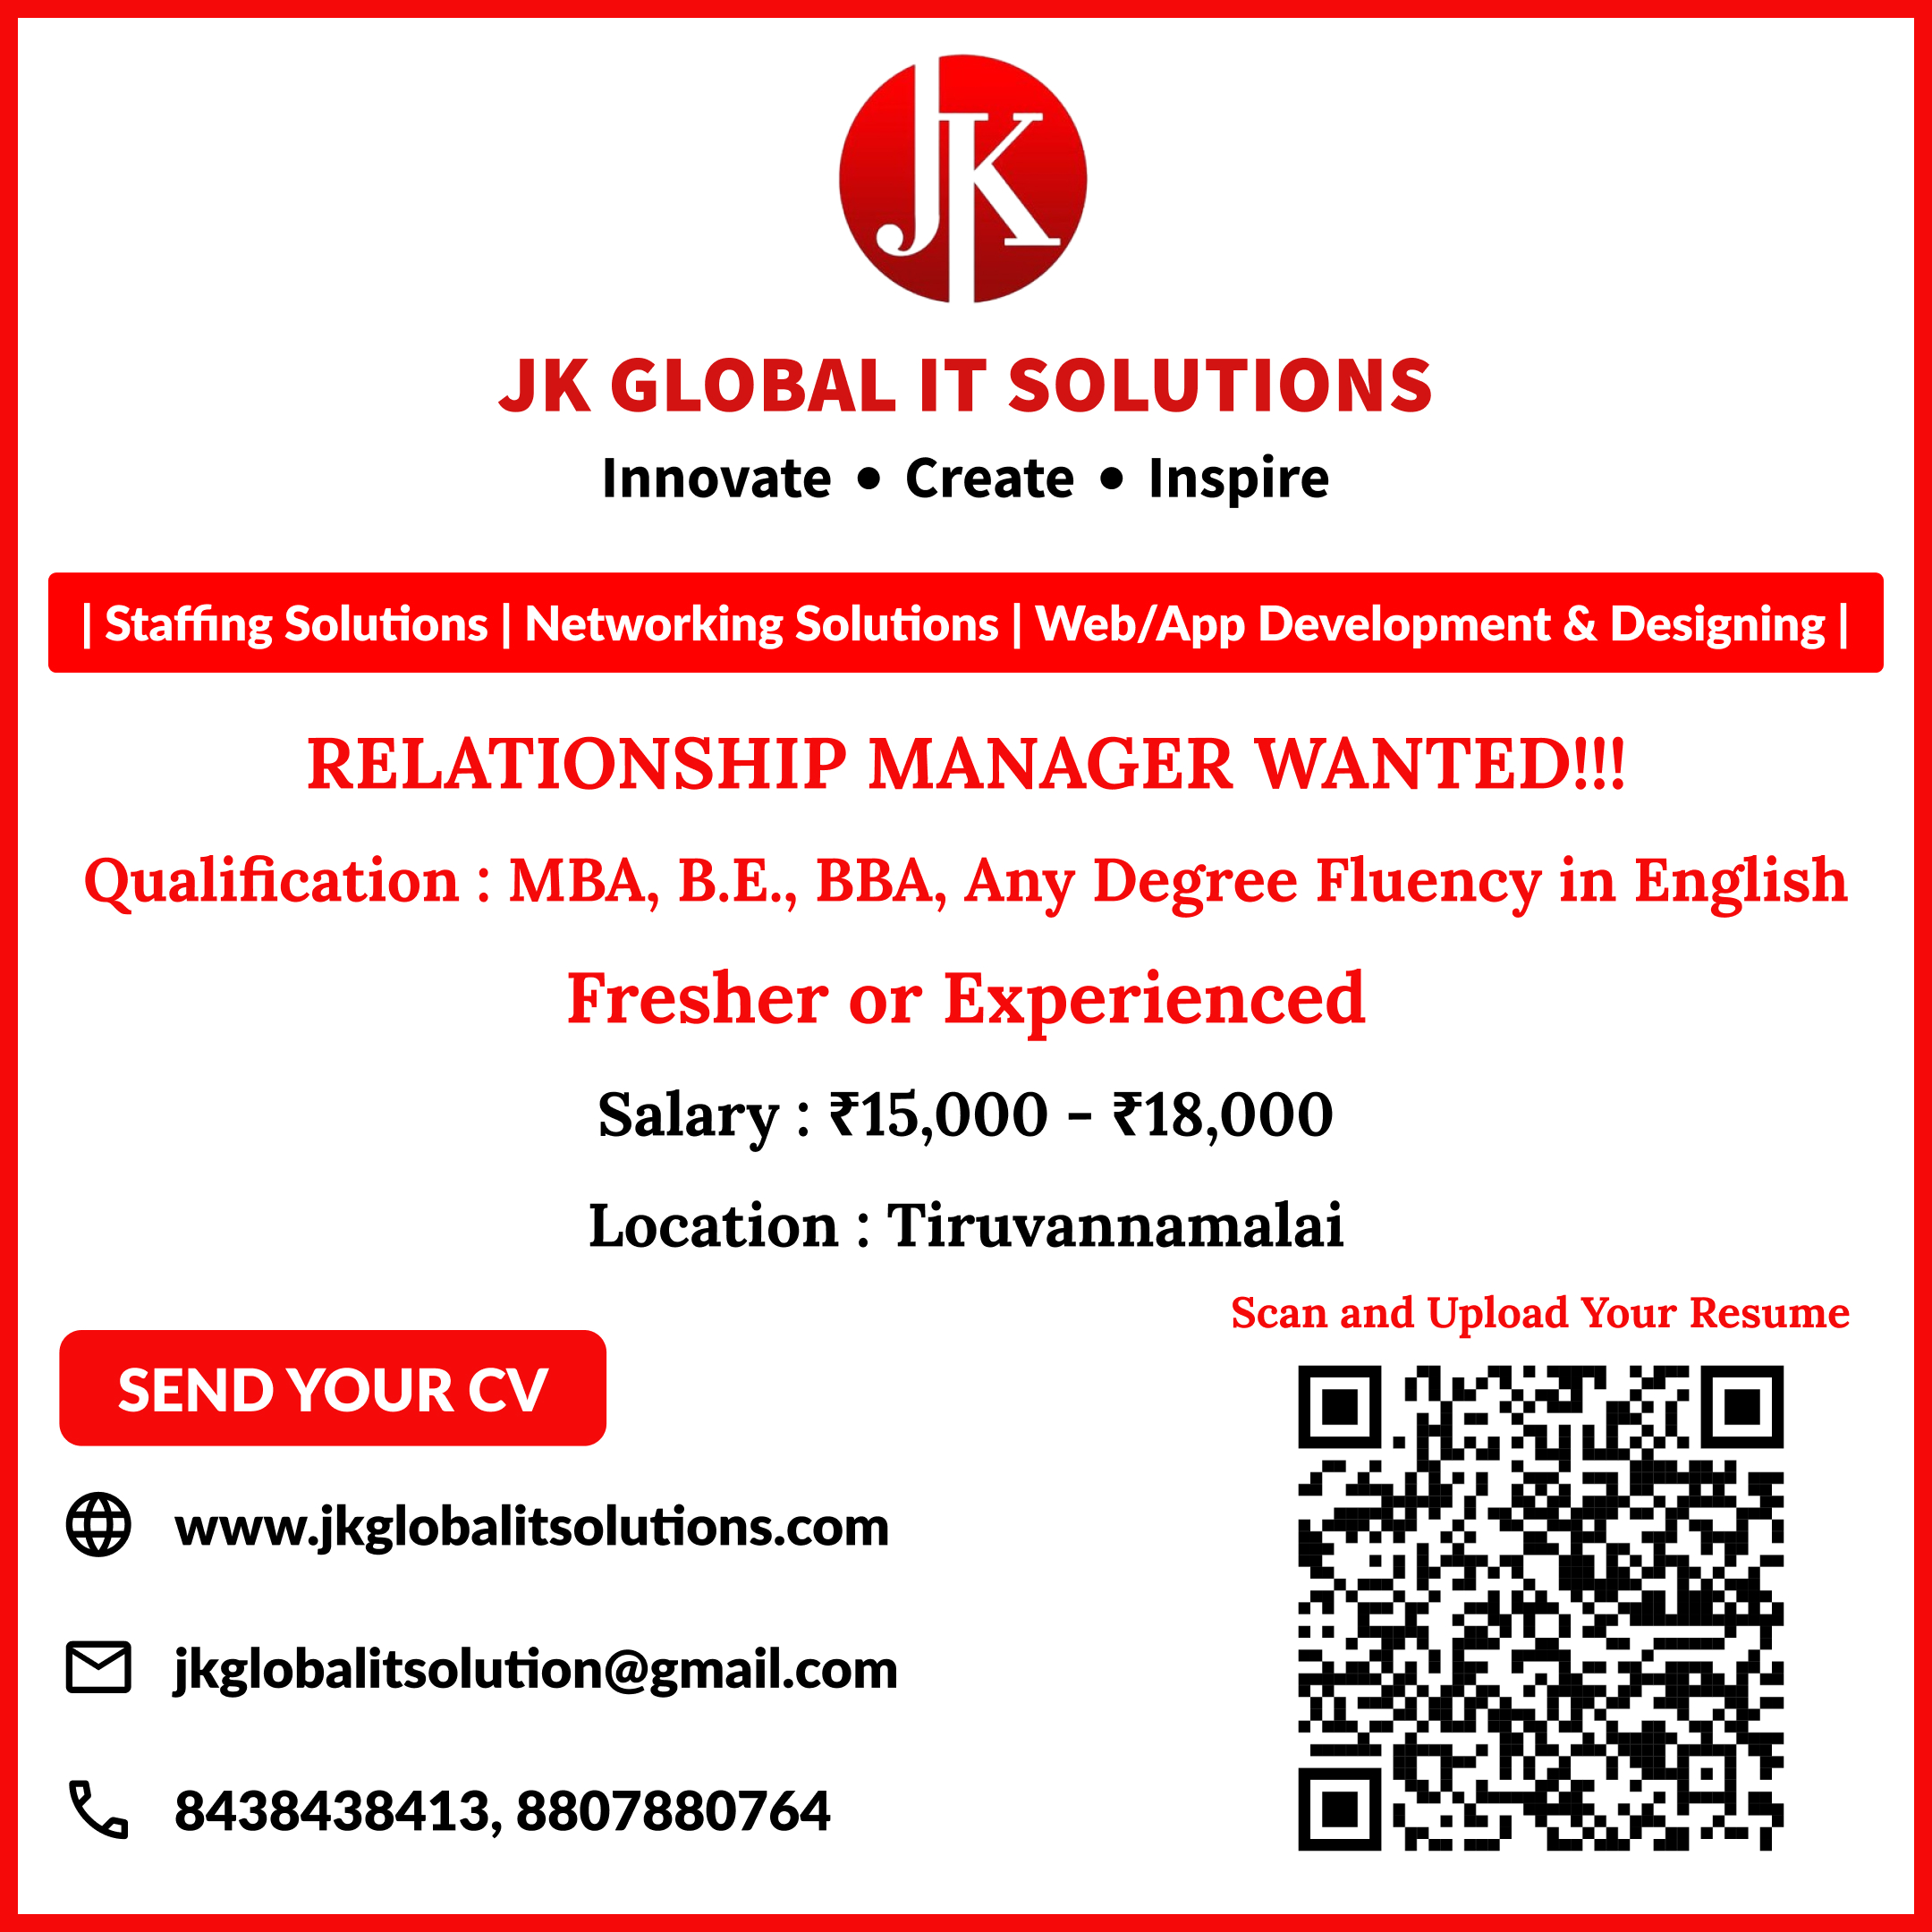 JK
JK GLOBAL IT SOLUTIONS
Innovate • Create • Inspire
| Staffing Solutions | Networking Solutions | Web/App Development & Designing |
RELATIONSHIP MANAGER WANTED!!!
Qualification : MBA, B.E., BBA, Any Degree Fluency in English
Fresher or Experienced
Salary : ₹15,000 - ₹18,000
Location : Tiruvannamalai
Scan and Upload Your Resume
SEND YOUR CV
www.jkglobalitsolutions.com
jkglobalitsolution@gmail.com
8438438413, 8807880764